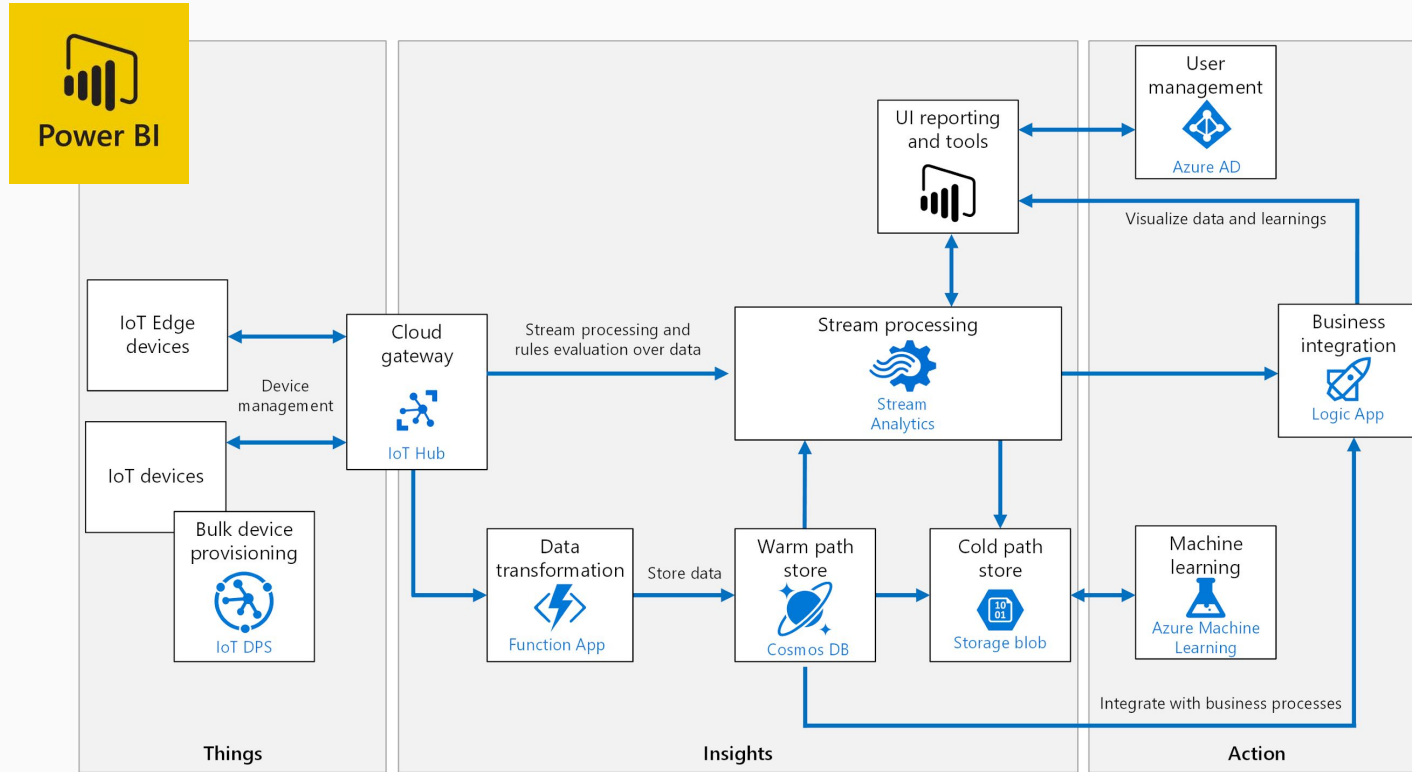 Power BI
User
management
Azure AD
UI reporting
and tools
Visualize data and learnings
IoT Edge
devices
Cloud
gateway
IoT Hub
Stream processing and
rules evaluation over data
Stream processing
Stream
Analytics
Business
integration
Logic App
Device
management
IoT devices
Bulk device
provisioning
IoT DPS
Data
transformation
Function App
Store data
Warm path
store
Cosmos DB
Cold path
store
10
01
Storage blob
Machine
learning
Azure Machine
Learning
Integrate with business processes
Things
Insights
Action